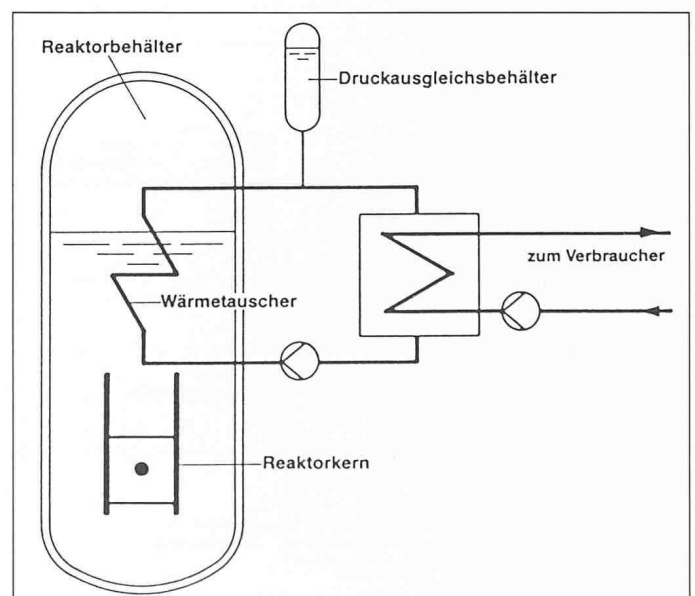 Reaktorbehälter
Druckausgleichsbehälter
zum Verbraucher
Wärmetauscher
Reaktorkern